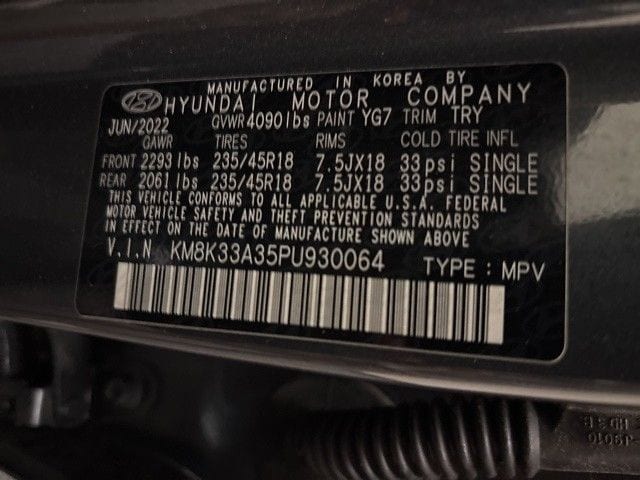 MANUFACTURED IN KOREA BY
HYUNDAI MOTOR COMPANY
JUN/2022 GVWR 4090lbs PAINT YG7 TRIM TRY
GAWR TIRES RIMS COLD TIRE INFL
FRONT 2293lbs 235/45R18 7.5JX18 33psi SINGLE
REAR 2061lbs 235/45R18 7.5JX18 33psi SINGLE
THIS VEHICLE CONFORMS TO ALL APPLICABLE U.S.A. FEDERAL
MOTOR VEHICLE THEFT PREVENTION STANDARDS
IN EFFECT ON THE DATE OF MANUFACTURE SHOWN ABOVE
V.I.N KM8K33A35PU930064 TYPE : MPV